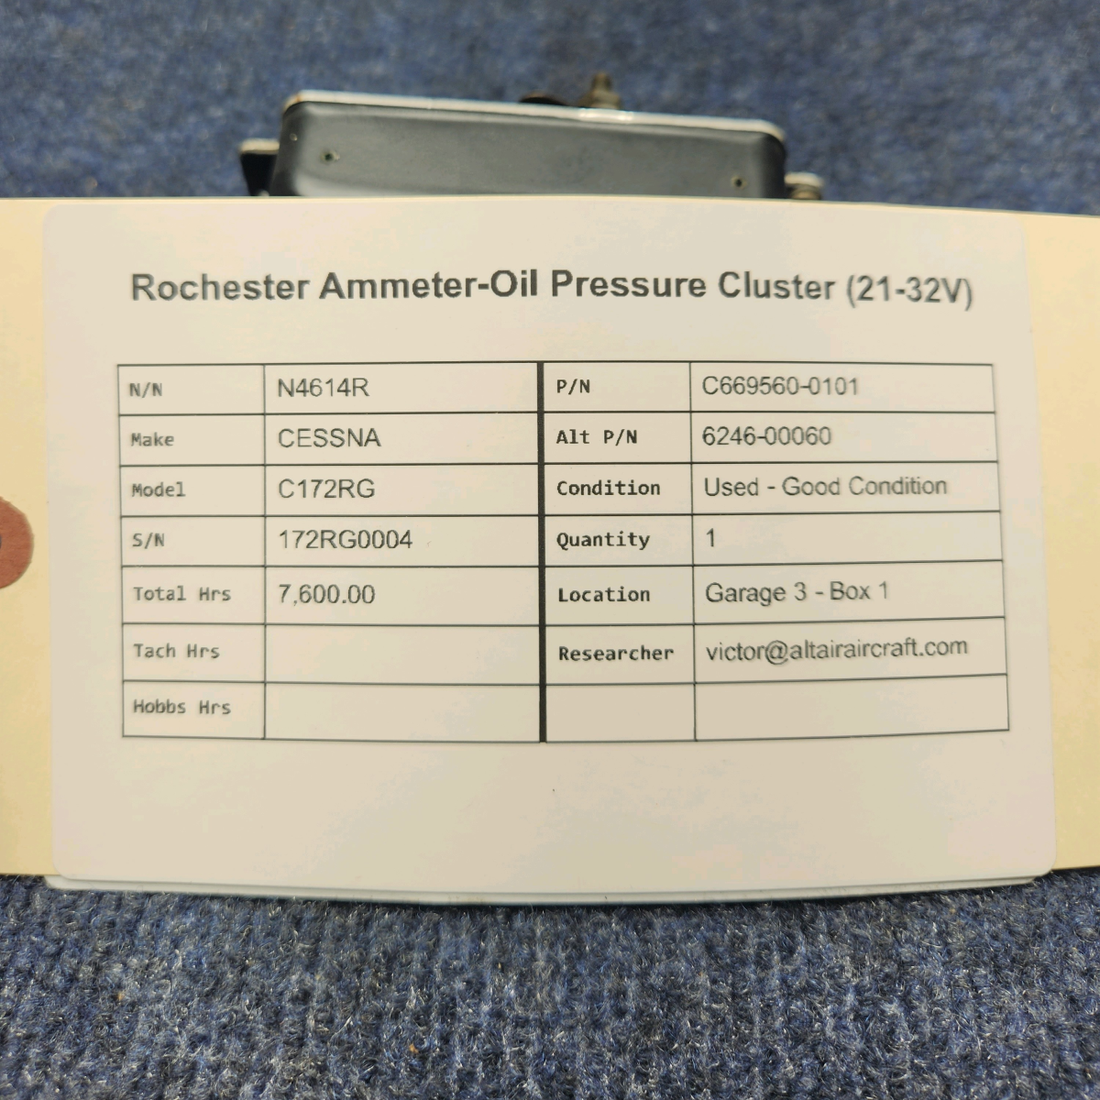 Rochester Ammeter-Oil Pressure Cluster (21-32V)
N/N N4614R P/N C669560-0101
Make CESSNA Alt P/N 6246-00060
Model C172RG Condition Used - Good Condition
S/N 172RG0004 Quantity 1
Total Hrs 7,600.00 Location Garage 3 - Box 1
Tach Hrs Researcher victor@altairaircraft.com
Hobbs Hrs